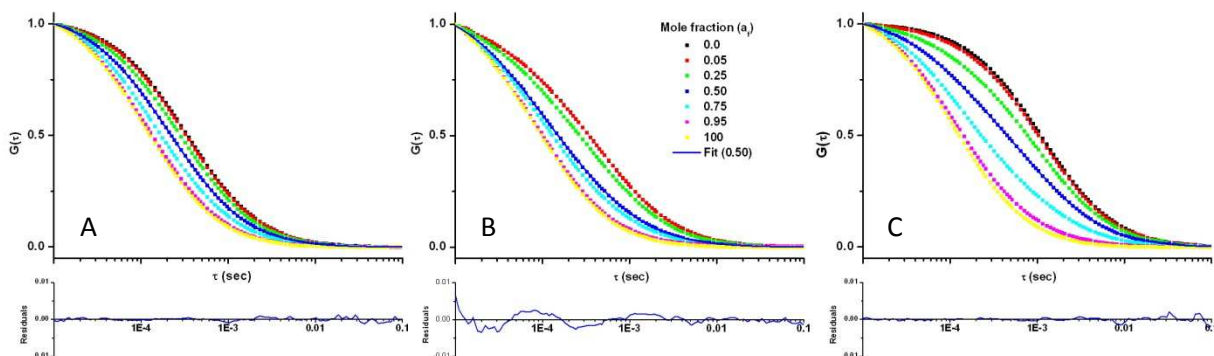 1.0
0.5
0.0
G(τ)
A
τ (sec)
0.01
0.00
0.01
Residuals
1E-4
1E-3
0.01
0.1
1.0
0.5
0.0
G(τ)
B
Mole fraction (a_f)
0.0
0.05
0.25
0.50
0.75
0.95
100
Fit (0.50)
τ (sec)
0.01
0.00
0.01
Residuals
1E-4
1E-3
0.01
0.1
1.0
0.5
0.0
G(τ)
C
τ (sec)
0.01
0.00
0.01
Residuals
1E-4
1E-3
0.01
0.1